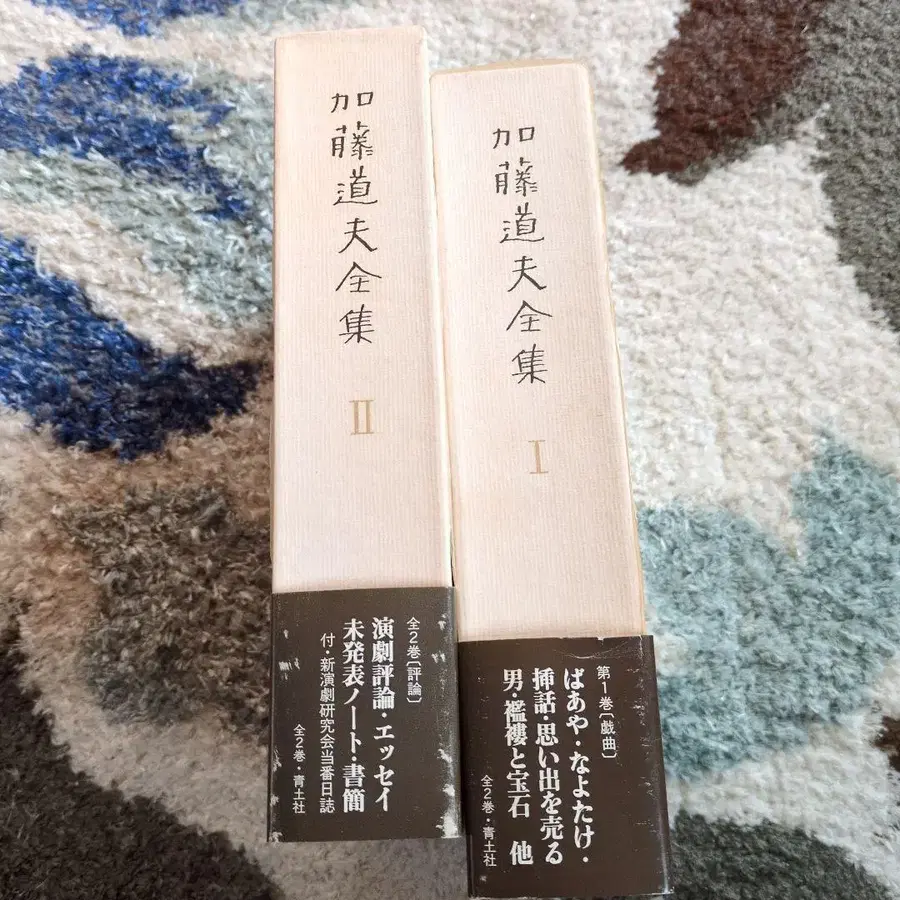 加藤道夫全集
II
全2巻〔評論〕
演劇評論・エッセイ
未発表ノート・書簡
付・新演劇研究会当番日誌
全2巻・青土社
加藤道夫全集
I
第1巻〔戯曲〕
ばあや・なよたけ・
挿話・思い出を売る
男・襤褸と宝石 他
全2巻・青土社